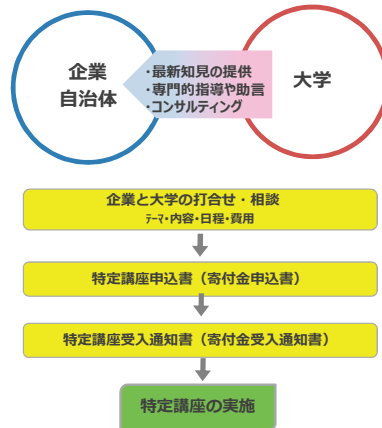 企業
自治体
・最新知見の提供
・専門的指導や助言
・コンサルティング
大学
企業と大学の打合せ・相談
テーマ・内容・日程・費用
特定講座申込書（寄付金申込書）
特定講座受入通知書（寄付金受入通知書）
特定講座の実施